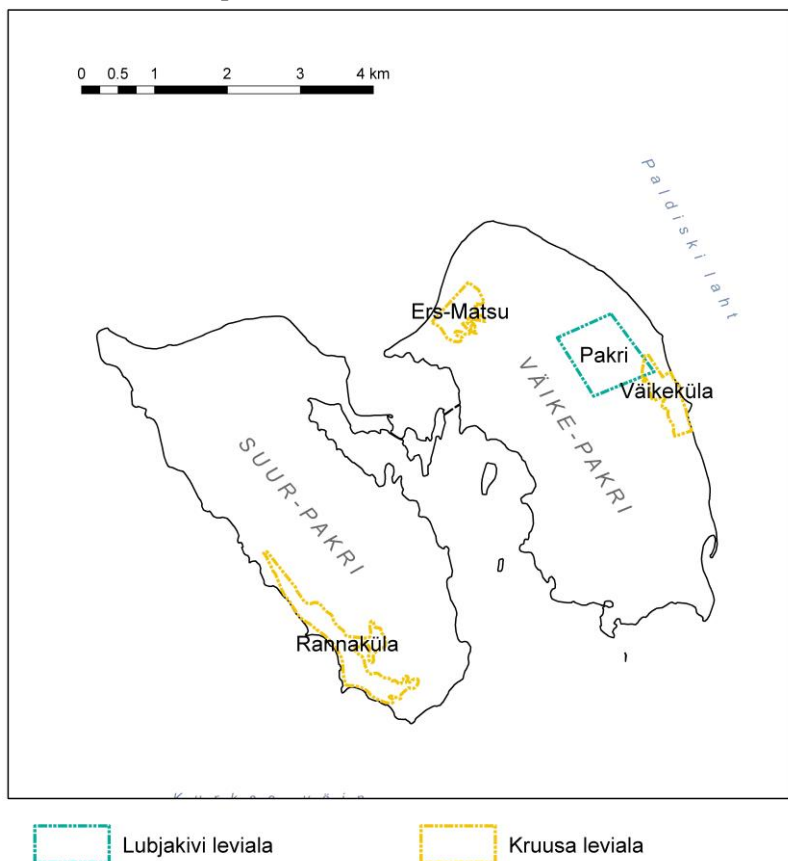 0 0.5 1 2 3 4 km
Paldiski laht
Ers-Matsu
Pakri
Väikeküla
VÄIKE-PAKRI
SUUR-PAKRI
Rannaküla
Lubjakivi leviala
Kruusa leviala